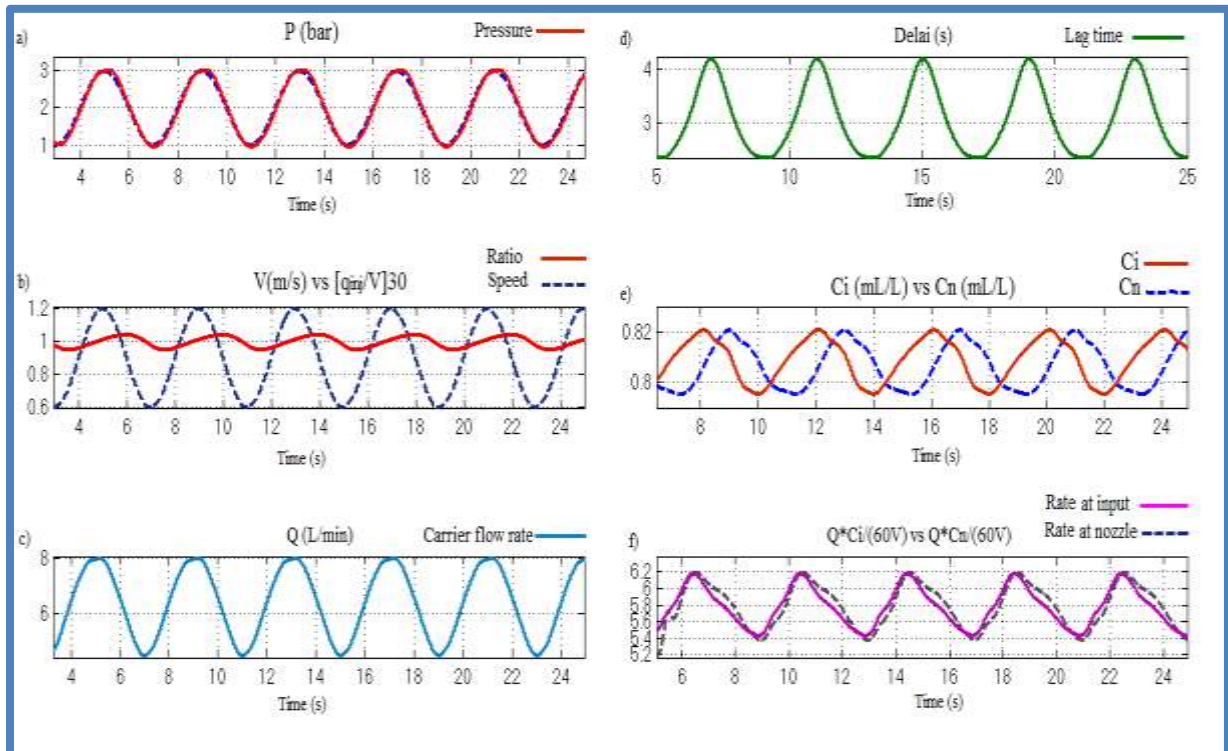 a)
P (bar)
Pressure
3
2
1
4 6 8 10 12 14 16 18 20 22 24
Time (s)
b)
Ratio
V(m/s) vs [qinj/V]30
Speed
1.2
1
0.8
0.6
4 6 8 10 12 14 16 18 20 22 24
Time (s)
c)
Q (L/min)
Carrier flow rate
8
6
4 6 8 10 12 14 16 18 20 22 24
Time (s)
d)
Delai (s)
Lag time
4
3
5 10 15 20 25
Time (s)
e)
Ci
Ci (mL/L) vs Cn (mL/L)
Cn
0.82
0.8
8 10 12 14 16 18 20 22 24
Time (s)
f)
Rate at input
Q*Ci/(60V) vs Q*Cn/(60V)
Rate at nozzle
6.2
6
5.8
5.6
5.4
5.2
6 8 10 12 14 16 18 20 22 24
Time (s)